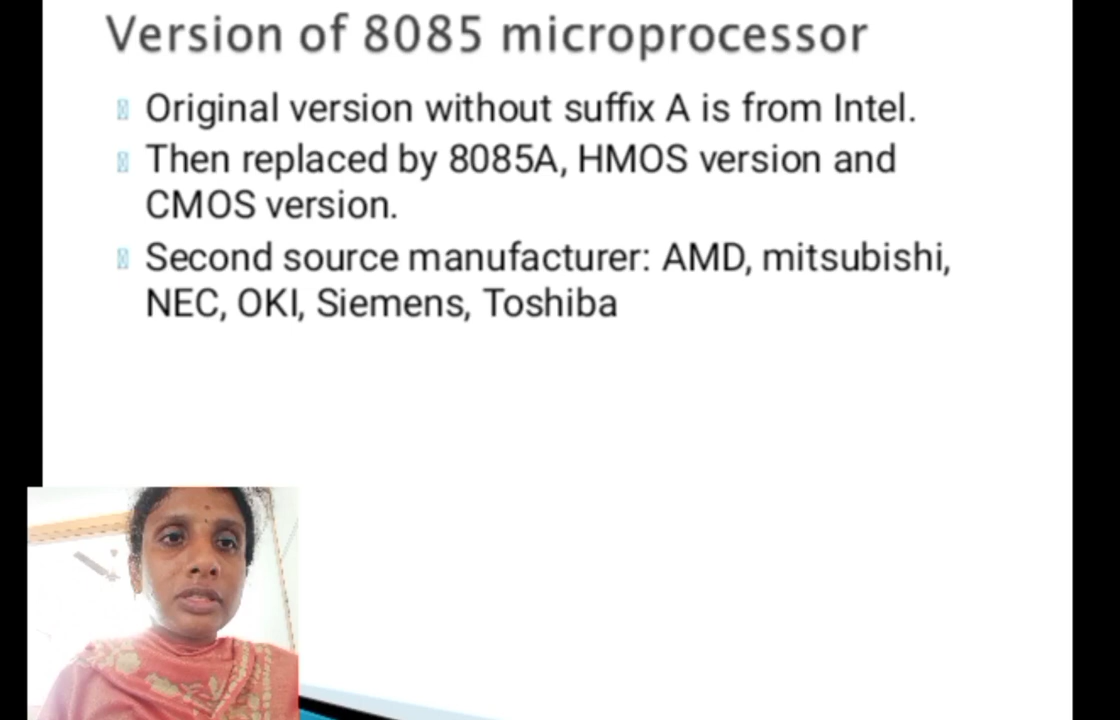 Version of 8085 microprocessor
Original version without suffix A is from Intel.
Then replaced by 8085A, HMOS version and
CMOS version.
Second source manufacturer: AMD, mitsubishi,
NEC, OKI, Siemens, Toshiba